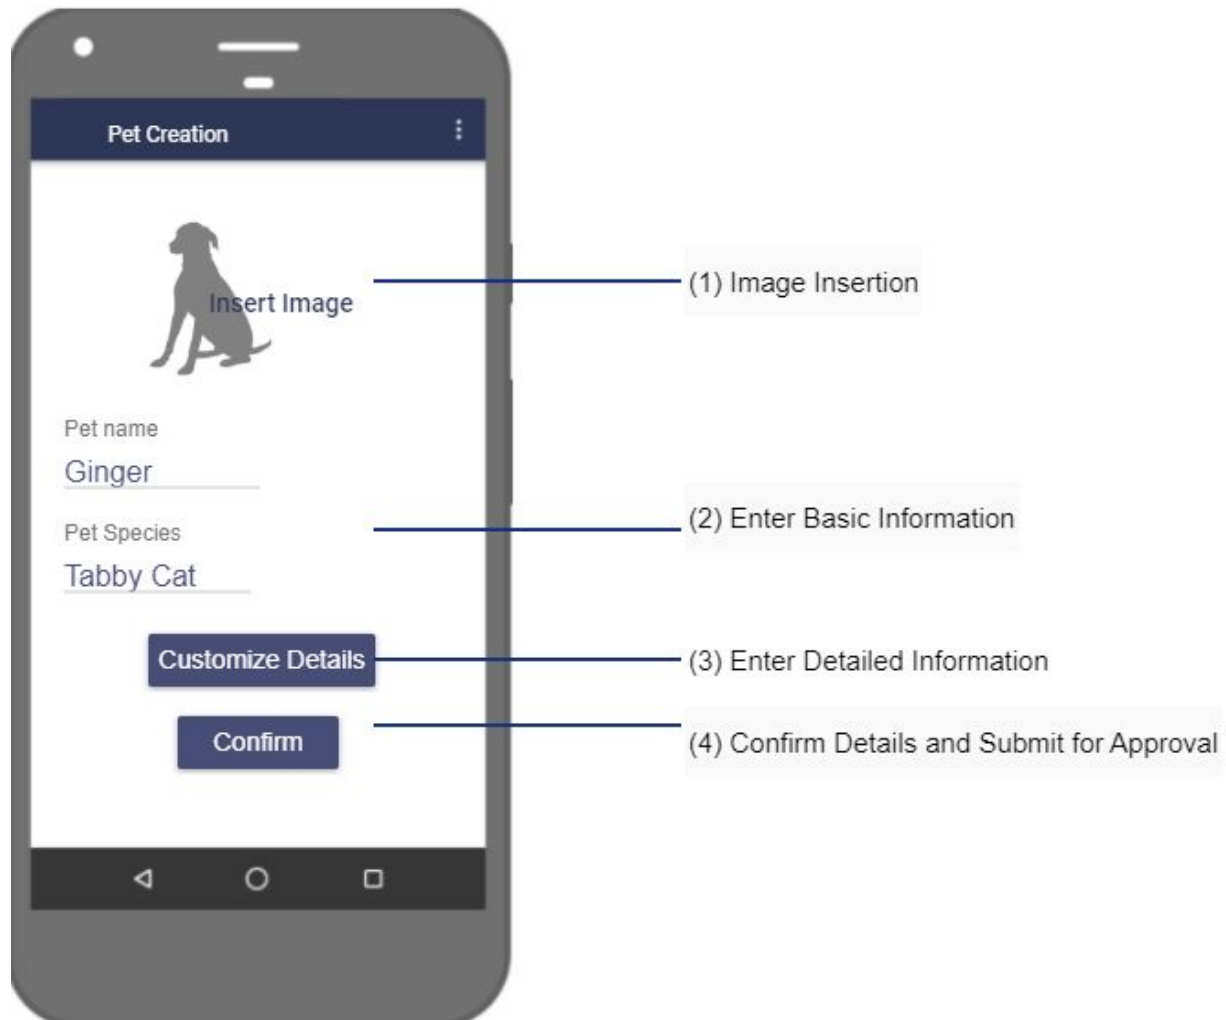 Pet Creation
Insert Image
(1) Image Insertion
Pet name
Ginger
Pet Species
Tabby Cat
(2) Enter Basic Information
Customize Details
(3) Enter Detailed Information
Confirm
(4) Confirm Details and Submit for Approval